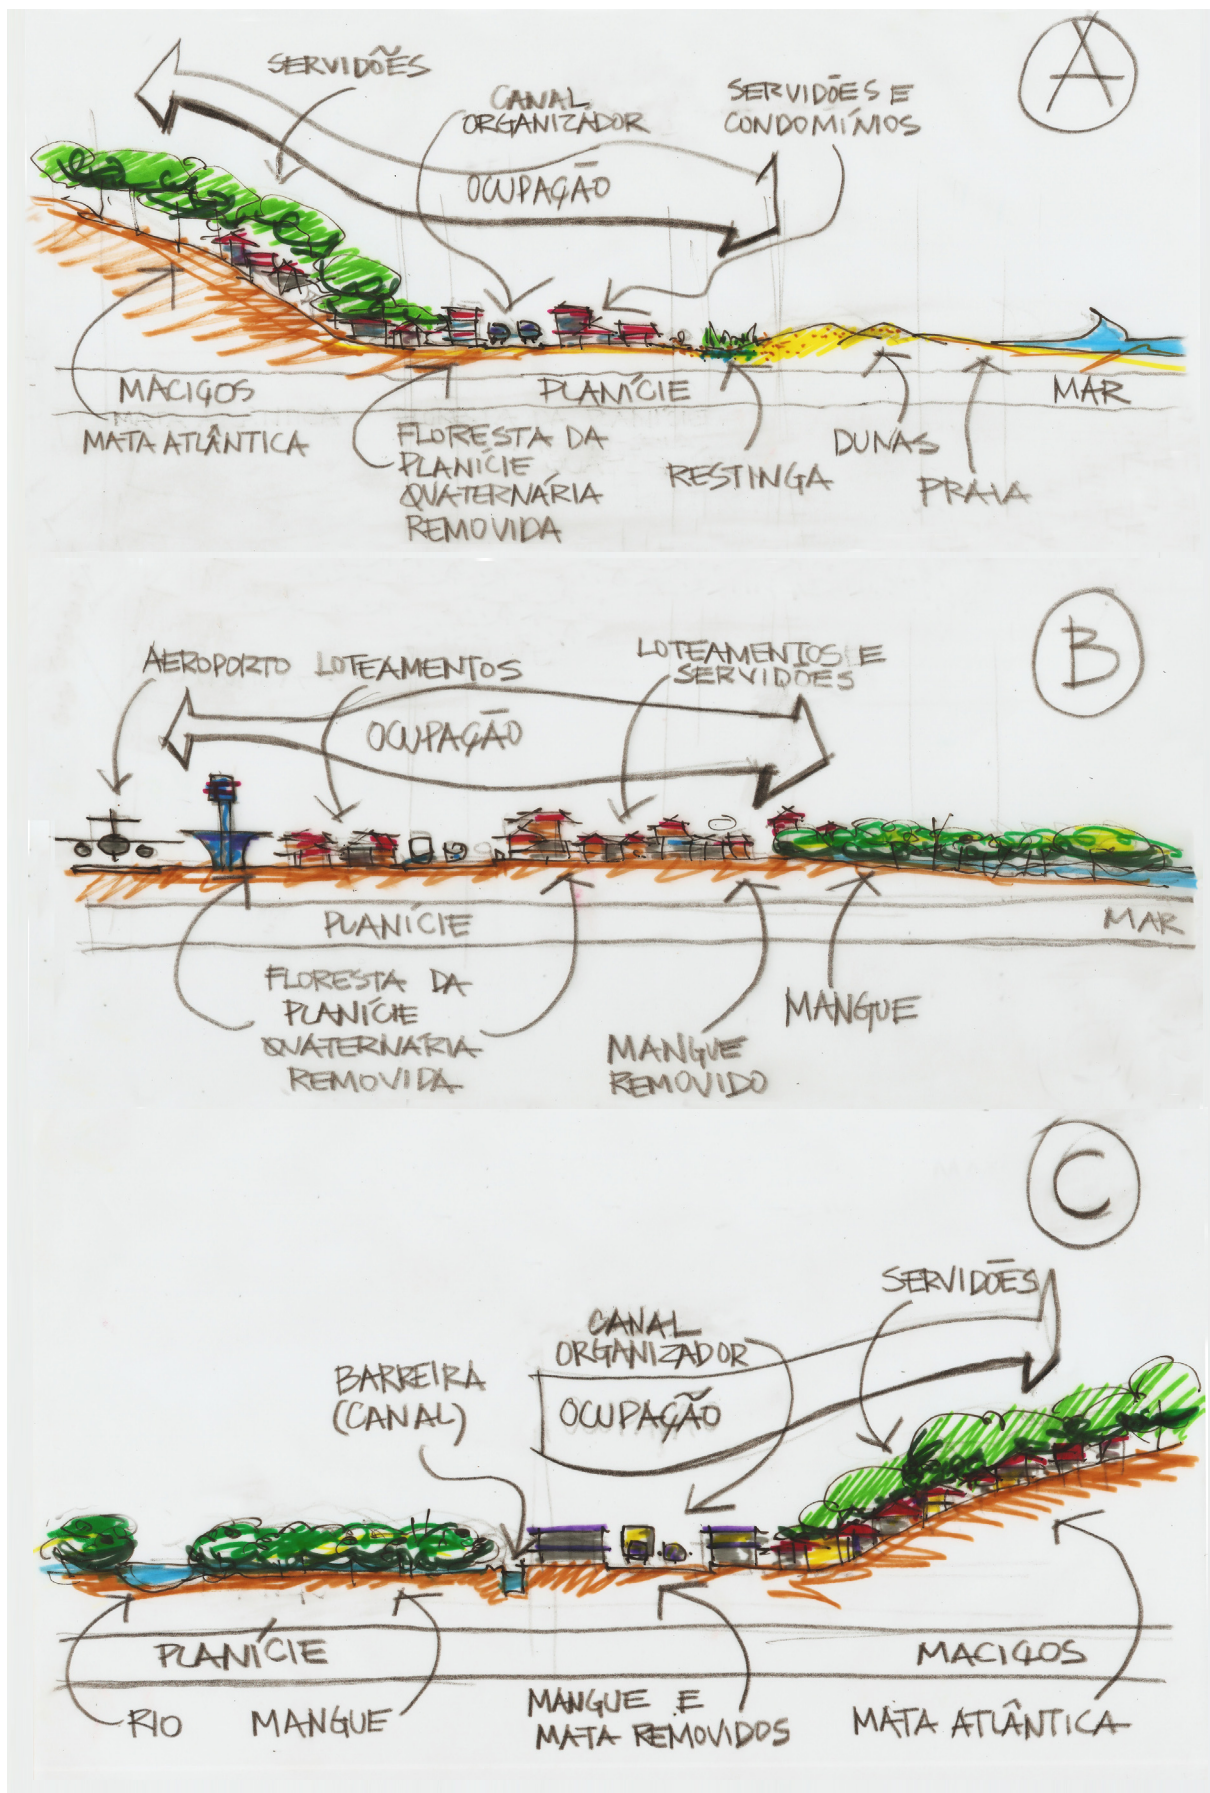 A
SERVIDÕES
CANAL
ORGANIZADOR
SERVIDÕES E
CONDOMÍNIOS
OCUPAÇÃO
MACIÇOS
PLANÍCIE
MAR
MATA ATLÂNTICA
FLORESTA DA
PLANÍCIE
QUATERNÁRIA
REMOVIDA
RESTINGA
DUNAS
PRAIA
B
AEROPORTO
LOTEAMENTOS
LOTEAMENTOS E
SERVIDÕES
OCUPAÇÃO
PLANÍCIE
MAR
FLORESTA DA
PLANÍCIE
QUATERNÁRIA
REMOVIDA
MANGUE
REMOVIDO
MANGUE
C
SERVIDÕES
CANAL
ORGANIZADOR
BARREIRA
(CANAL)
OCUPAÇÃO
PLANÍCIE
MACIÇOS
RIO
MANGUE
MANGUE E
MATA REMOVIDOS
MATA ATLÂNTICA